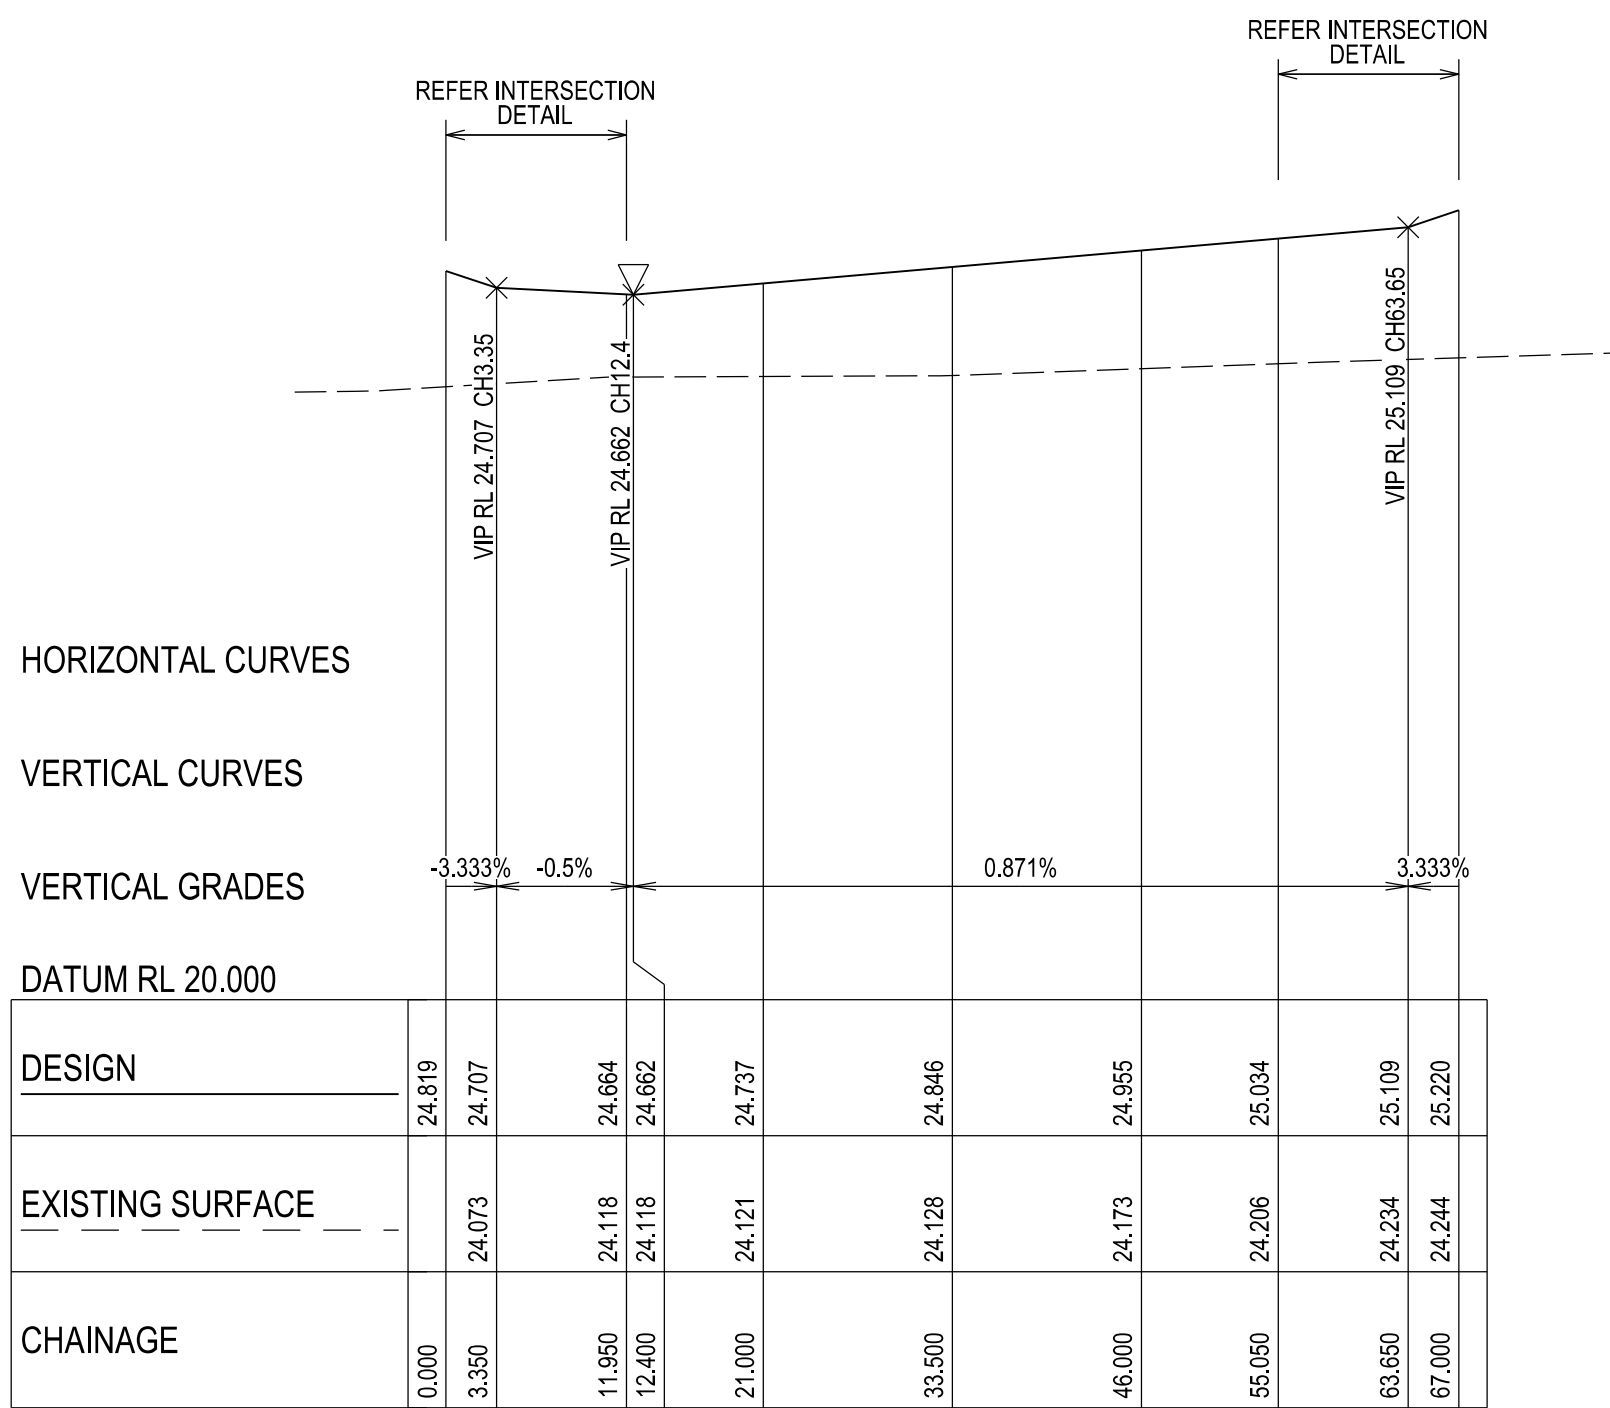 REFER INTERSECTION
DETAIL
REFER INTERSECTION
DETAIL
VIP RL 24.707 CH3.35
VIP RL 24.662 CH12.4
VIP RL 25.109 CH63.65
HORIZONTAL CURVES
VERTICAL CURVES
VERTICAL GRADES
-3.333%
-0.5%
0.871%
3.333%
DATUM RL 20.000
DESIGN
24.819
24.707
24.664
24.662
24.737
24.846
24.955
25.034
25.109
25.220
EXISTING SURFACE
24.073
24.118
24.118
24.121
24.128
24.173
24.206
24.234
24.244
CHAINAGE
0.000
3.350
11.950
12.400
21.000
33.500
46.000
55.050
63.650
67.000